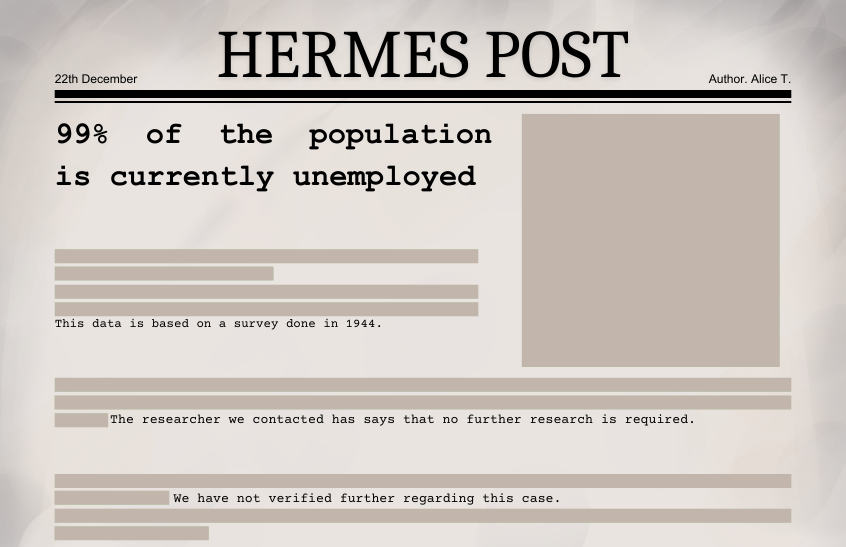 HERMES POST
22th December
Author. Alice T.
99% of the population
is currently unemployed
This data is based on a survey done in 1944.
The researcher we contacted has says that no further research is required.
We have not verified further regarding this case.